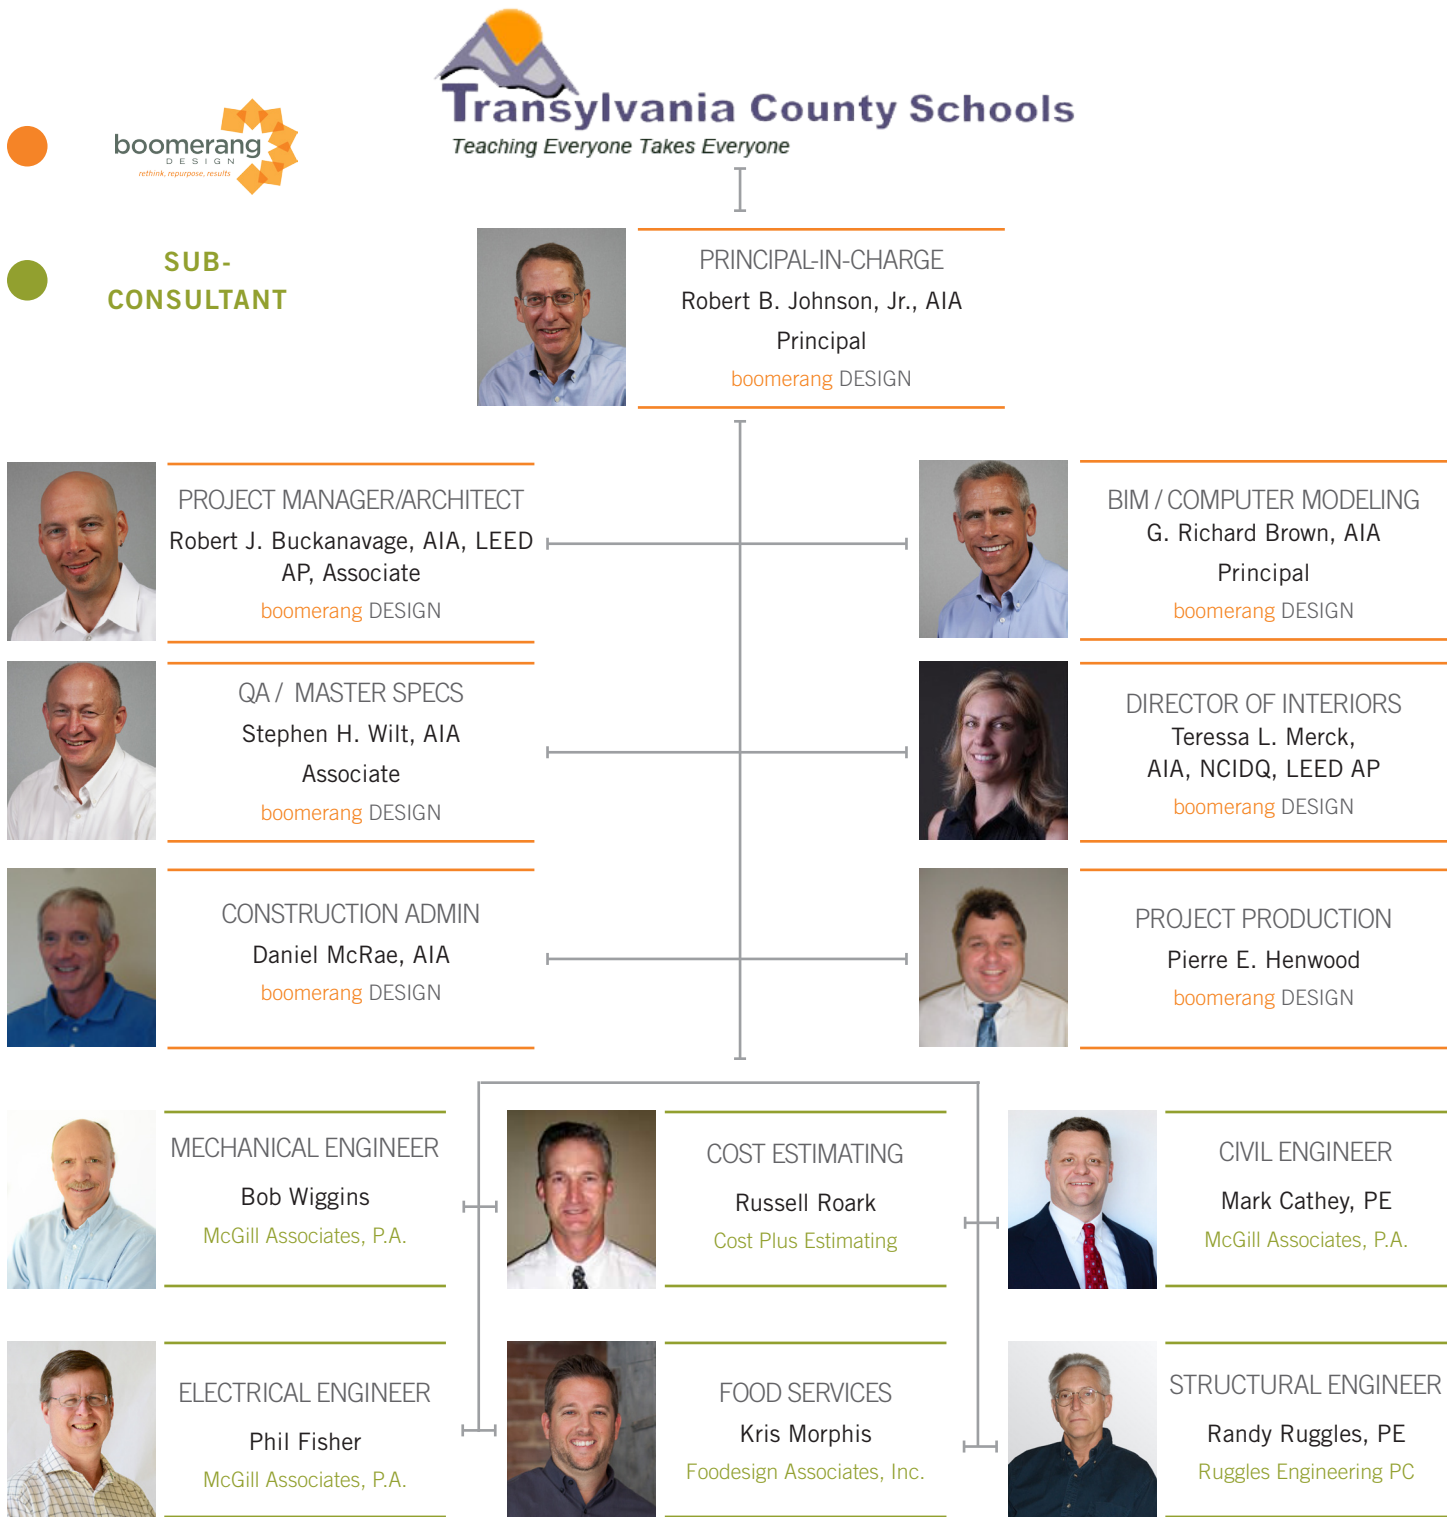 Transylvania County Schools
Teaching Everyone Takes Everyone
boomerang
DESIGN
rethink, repurpose, results
SUB-
CONSULTANT
PRINCIPAL-IN-CHARGE
Robert B. Johnson, Jr., AIA
Principal
boomerang DESIGN
PROJECT MANAGER/ARCHITECT
Robert J. Buckanavage, AIA, LEED
AP, Associate
boomerang DESIGN
BIM / COMPUTER MODELING
G. Richard Brown, AIA
Principal
boomerang DESIGN
QA / MASTER SPECS
Stephen H. Wilt, AIA
Associate
boomerang DESIGN
DIRECTOR OF INTERIORS
Teressa L. Merck,
AIA, NCIDQ, LEED AP
boomerang DESIGN
CONSTRUCTION ADMIN
Daniel McRae, AIA
boomerang DESIGN
PROJECT PRODUCTION
Pierre E. Henwood
boomerang DESIGN
MECHANICAL ENGINEER
Bob Wiggins
McGill Associates, P.A.
COST ESTIMATING
Russell Roark
Cost Plus Estimating
CIVIL ENGINEER
Mark Cathey, PE
McGill Associates, P.A.
ELECTRICAL ENGINEER
Phil Fisher
McGill Associates, P.A.
FOOD SERVICES
Kris Morphis
Foodesign Associates, Inc.
STRUCTURAL ENGINEER
Randy Ruggles, PE
Ruggles Engineering PC